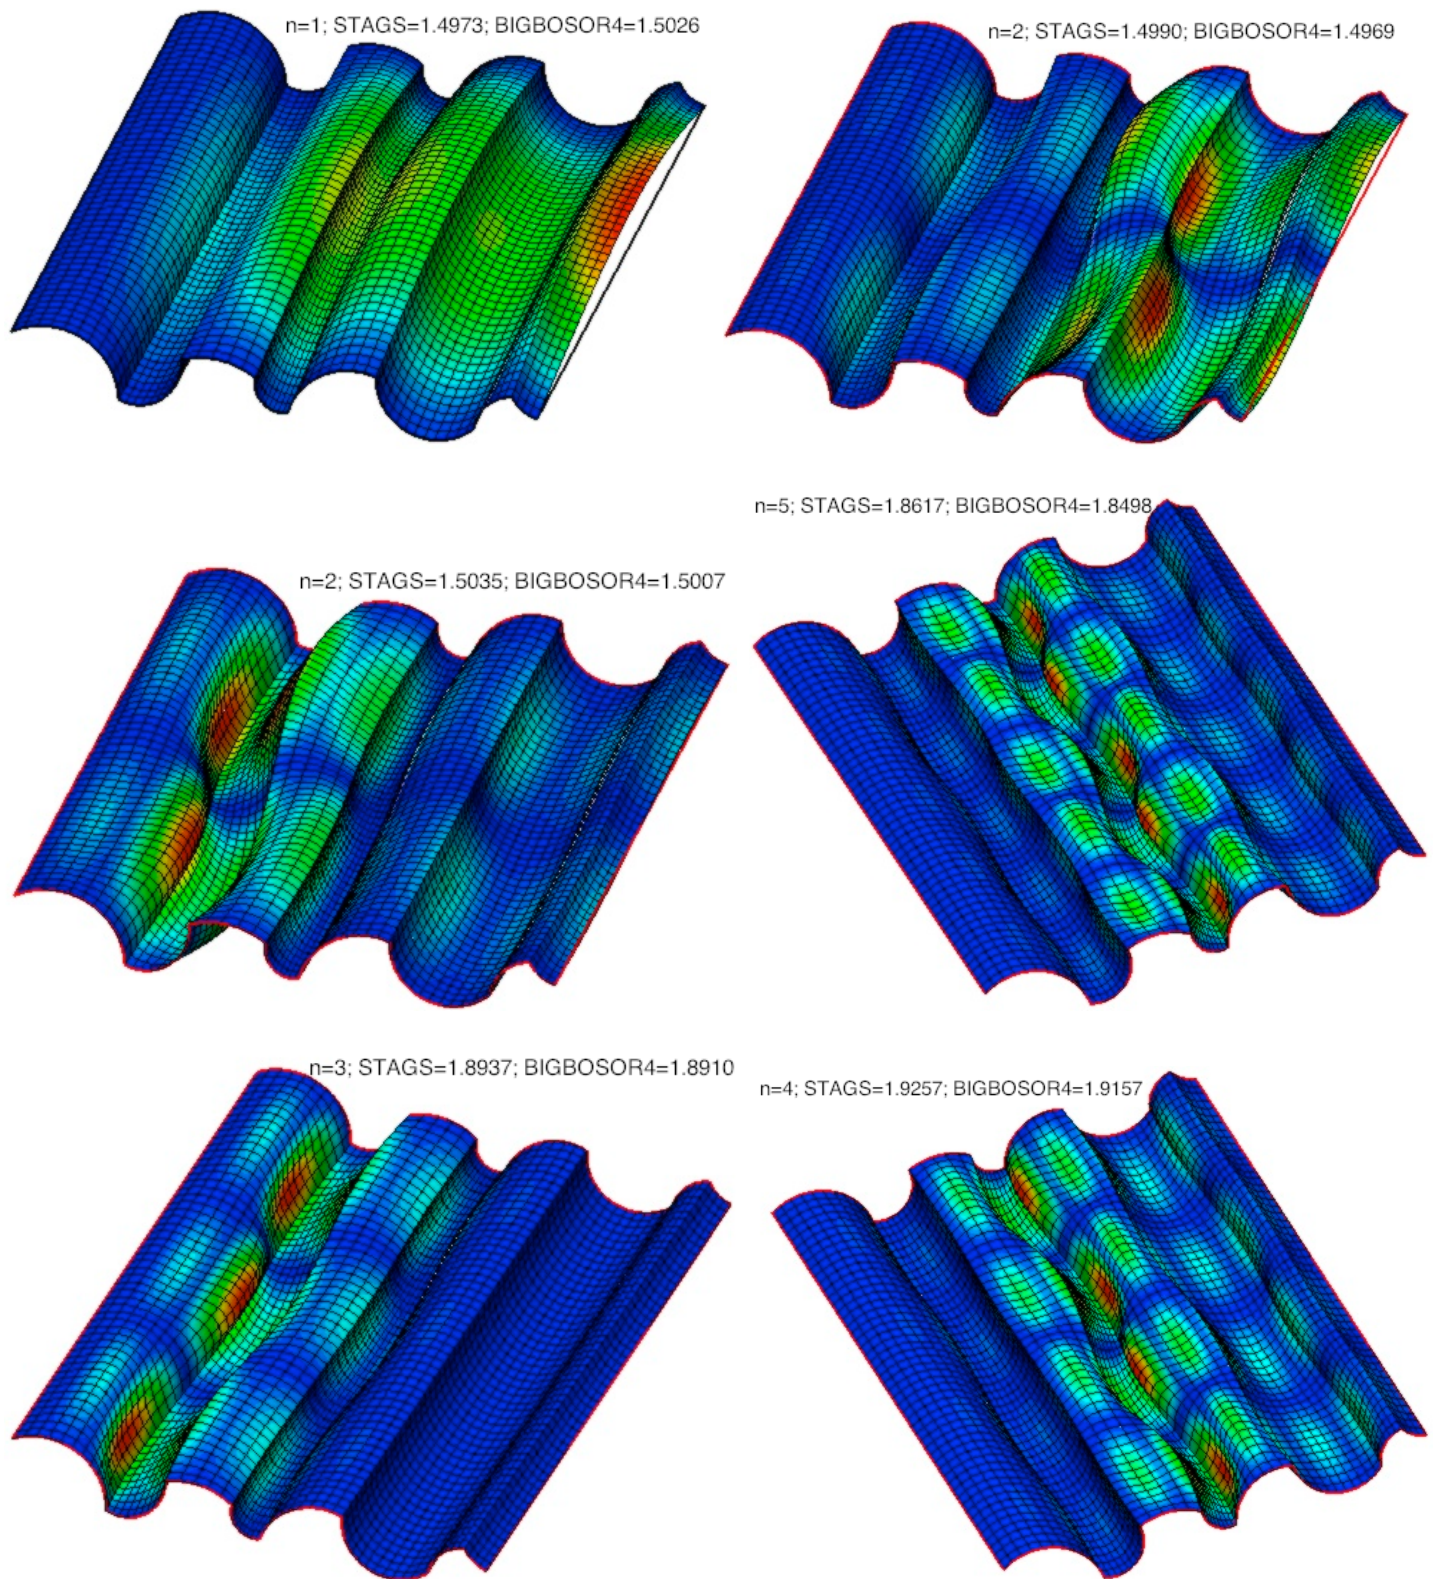 n=1; STAGS=1.4973; BIGBOSOR4=1.5026
n=2; STAGS=1.4990; BIGBOSOR4=1.4969
n=5; STAGS=1.8617; BIGBOSOR4=1.8498
n=2; STAGS=1.5035; BIGBOSOR4=1.5007
n=3; STAGS=1.8937; BIGBOSOR4=1.8910
n=4; STAGS=1.9257; BIGBOSOR4=1.9157